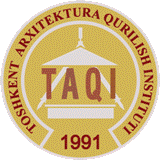 TOSHKENT ARXITEKTURA QURILISH INSTITUTI
TAQI
1991